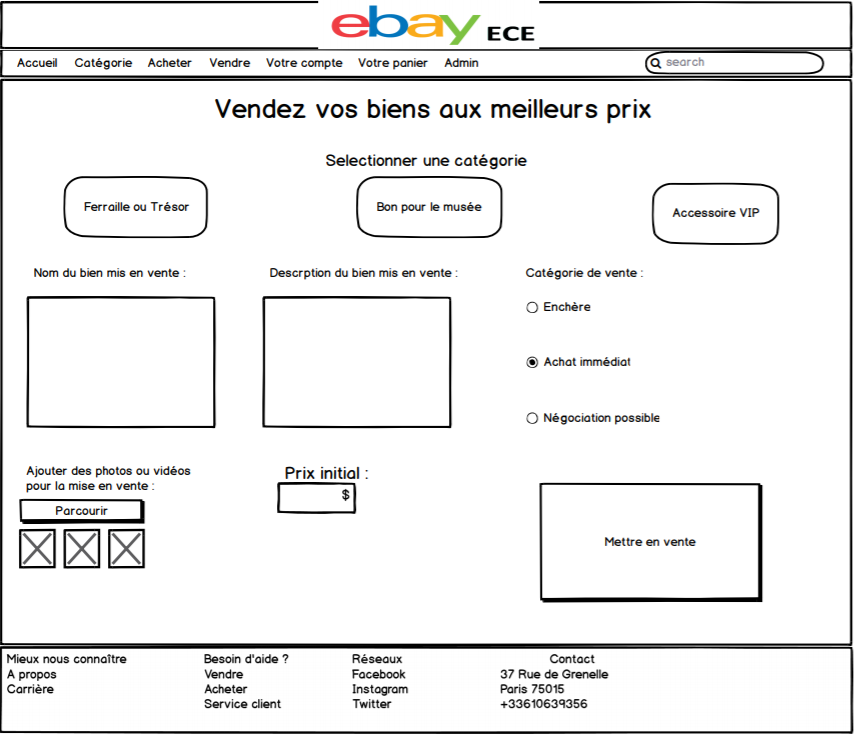 ebay ECE
Accueil Catégorie Acheter Vendre Votre compte Votre panier Admin search
Vendez vos biens aux meilleurs prix
Selectionner une catégorie
Ferraille ou Trésor
Bon pour le musée
Accessoire VIP
Nom du bien mis en vente :
Descrption du bien mis en vente :
Catégorie de vente :
Enchère
Achat immédiat
Négociation possible
Ajouter des photos ou vidéos
pour la mise en vente :
Parcourir
Prix initial :
$
Mettre en vente
Mieux nous connaître
A propos
Carrière
Besoin d'aide ?
Vendre
Acheter
Service client
Réseaux
Facebook
Instagram
Twitter
Contact
37 Rue de Grenelle
Paris 75015
+33610639356